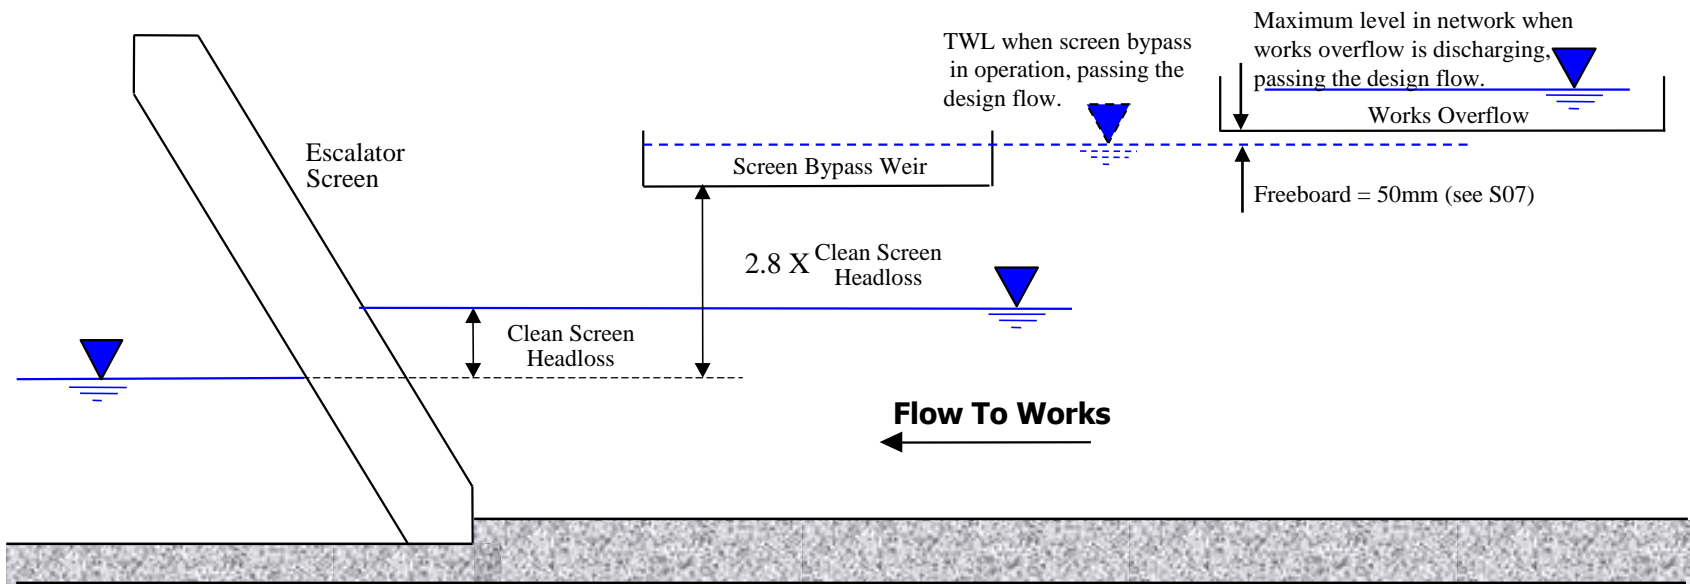 TWL when screen bypass
in operation, passing the
design flow.
Maximum level in network when
works overflow is discharging,
passing the design flow.
Works Overflow
Escalator
Screen
Screen Bypass Weir
Freeboard = 50mm (see S07)
2.8 X Clean Screen
Headloss
Clean Screen
Headloss
Flow To Works